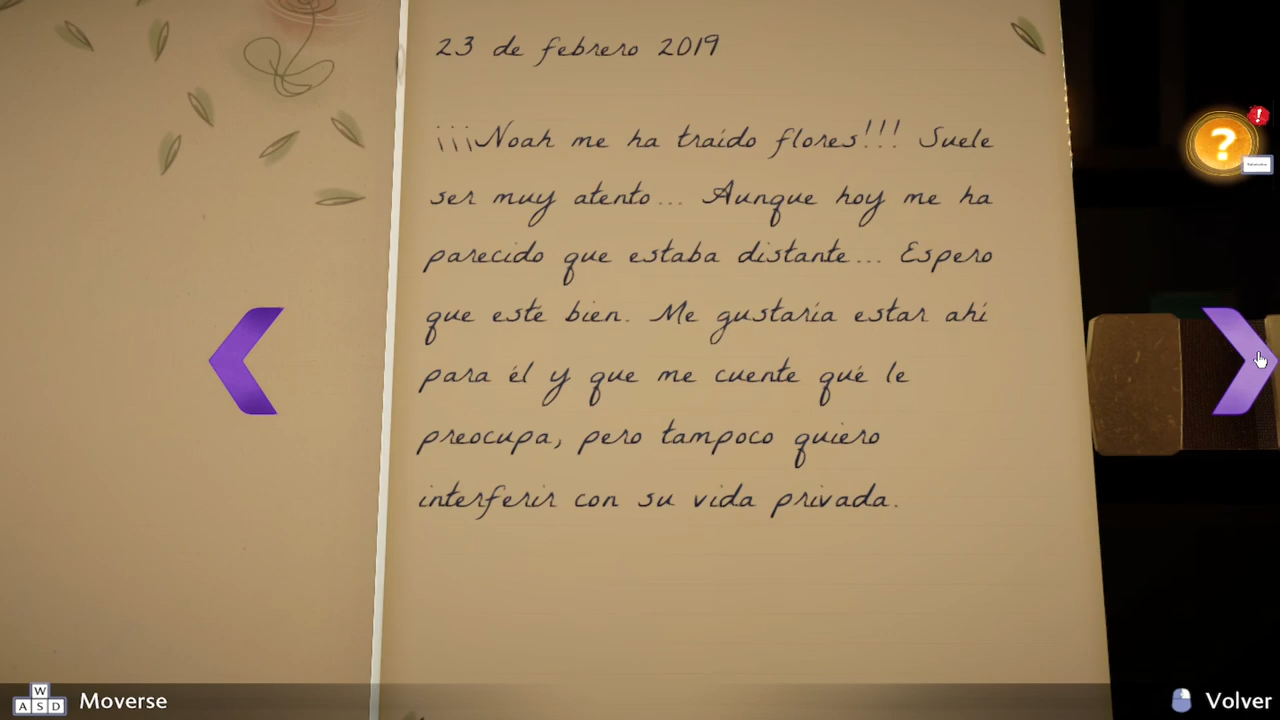 23 de febrero 2019
¡¡¡Noah me ha traído flores!!! Suele
ser muy atento... Aunque hoy me ha
parecido que estaba distante... Espero
que esté bien. Me gustaría estar ahí
para él y que me cuente qué le
preocupa, pero tampoco quiero
interferir con su vida privada.
?
!
W
A S D
Moverse
Volver